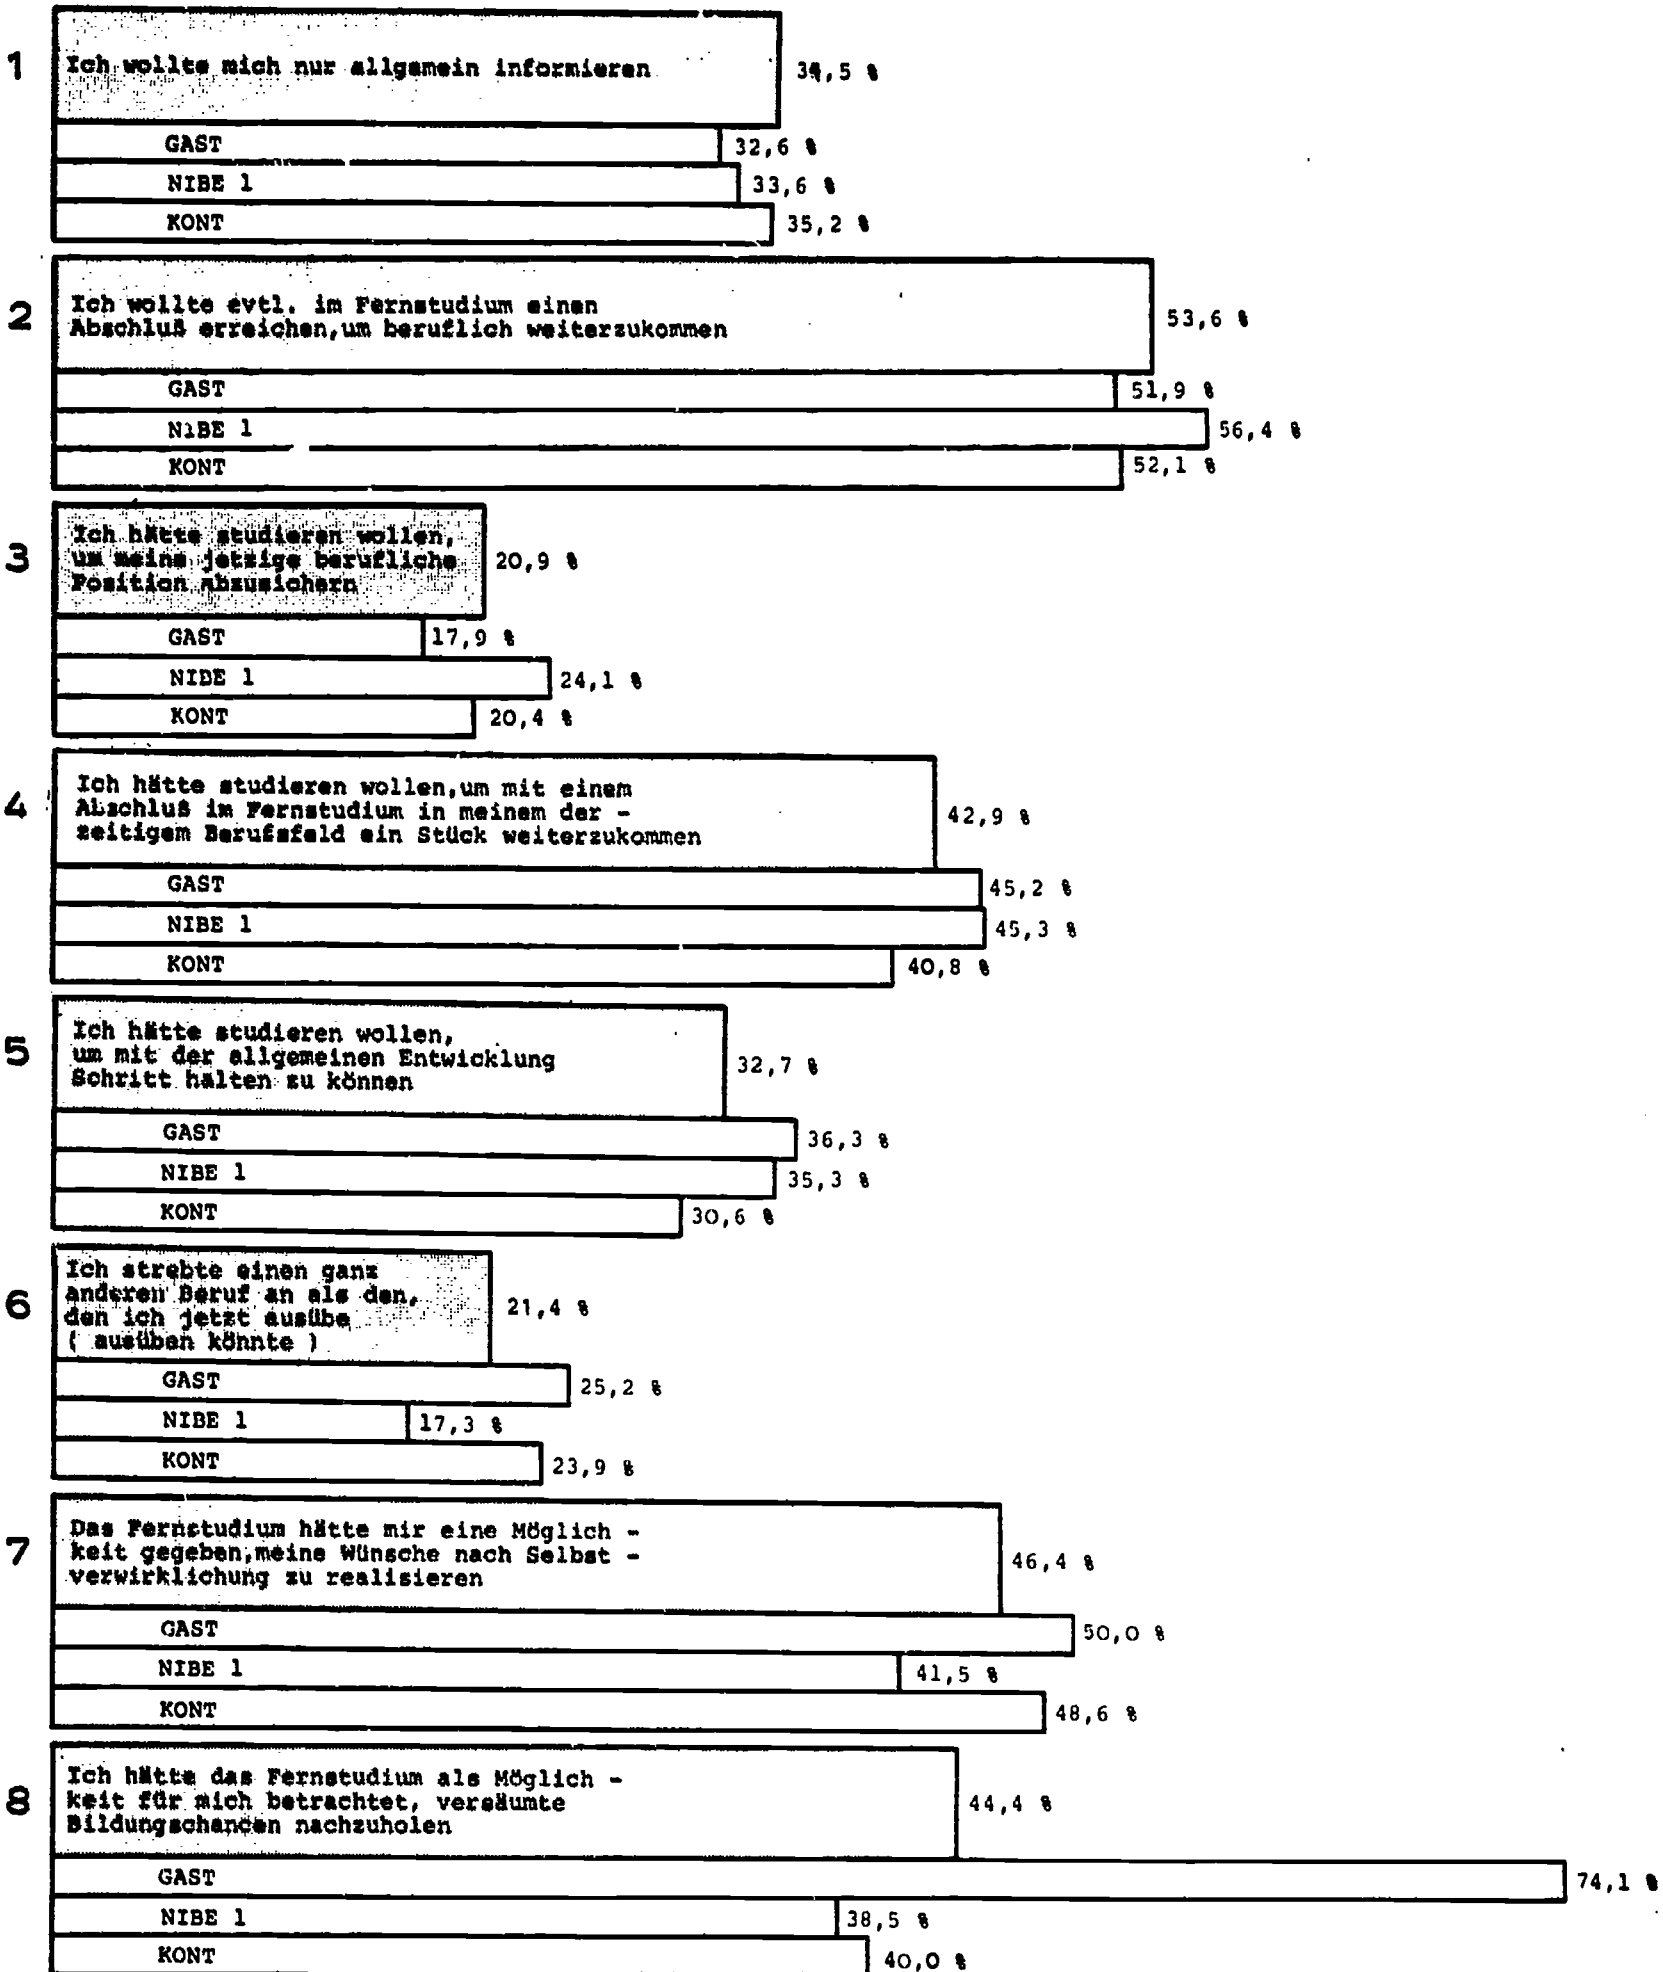 1
Ich wollte mich nur allgemein informieren
34,5 %
GAST
32,6 %
NIBE 1
33,6 %
KONT
35,2 %
2
Ich wollte evtl. im Fernstudium einen
Abschluß erreichen,um beruflich weiterzukommen
53,6 %
GAST
51,9 %
NIBE 1
56,4 %
KONT
52,1 %
3
Ich hätte studieren wollen,
um meine jetzige berufliche
Position abzusichern
20,9 %
GAST
17,9 %
NIBE 1
24,1 %
KONT
20,4 %
4
Ich hätte studieren wollen,um mit einem
Abschluß im Fernstudium in meinem der -
zeitigem Berufsfeld ein Stück weiterzukommen
42,9 %
GAST
45,2 %
NIBE 1
45,3 %
KONT
40,8 %
5
Ich hätte studieren wollen,
um mit der allgemeinen Entwicklung
Schritt halten zu können
32,7 %
GAST
36,3 %
NIBE 1
35,3 %
KONT
30,6 %
6
Ich strebte einen ganz
anderen Beruf an als den,
den ich jetzt ausübe
( ausüben könnte )
21,4 %
GAST
25,2 %
NIBE 1
17,3 %
KONT
23,9 %
7
Das Fernstudium hätte mir eine Möglich -
keit gegeben,meine Wünsche nach Selbst -
verwirklichung zu realisieren
46,4 %
GAST
50,0 %
NIBE 1
41,5 %
KONT
48,6 %
8
Ich hätte das Fernstudium als Möglich -
keit für mich betrachtet, versäumte
Bildungschancen nachzuholen
44,4 %
GAST
74,1 %
NIBE 1
38,5 %
KONT
40,0 %